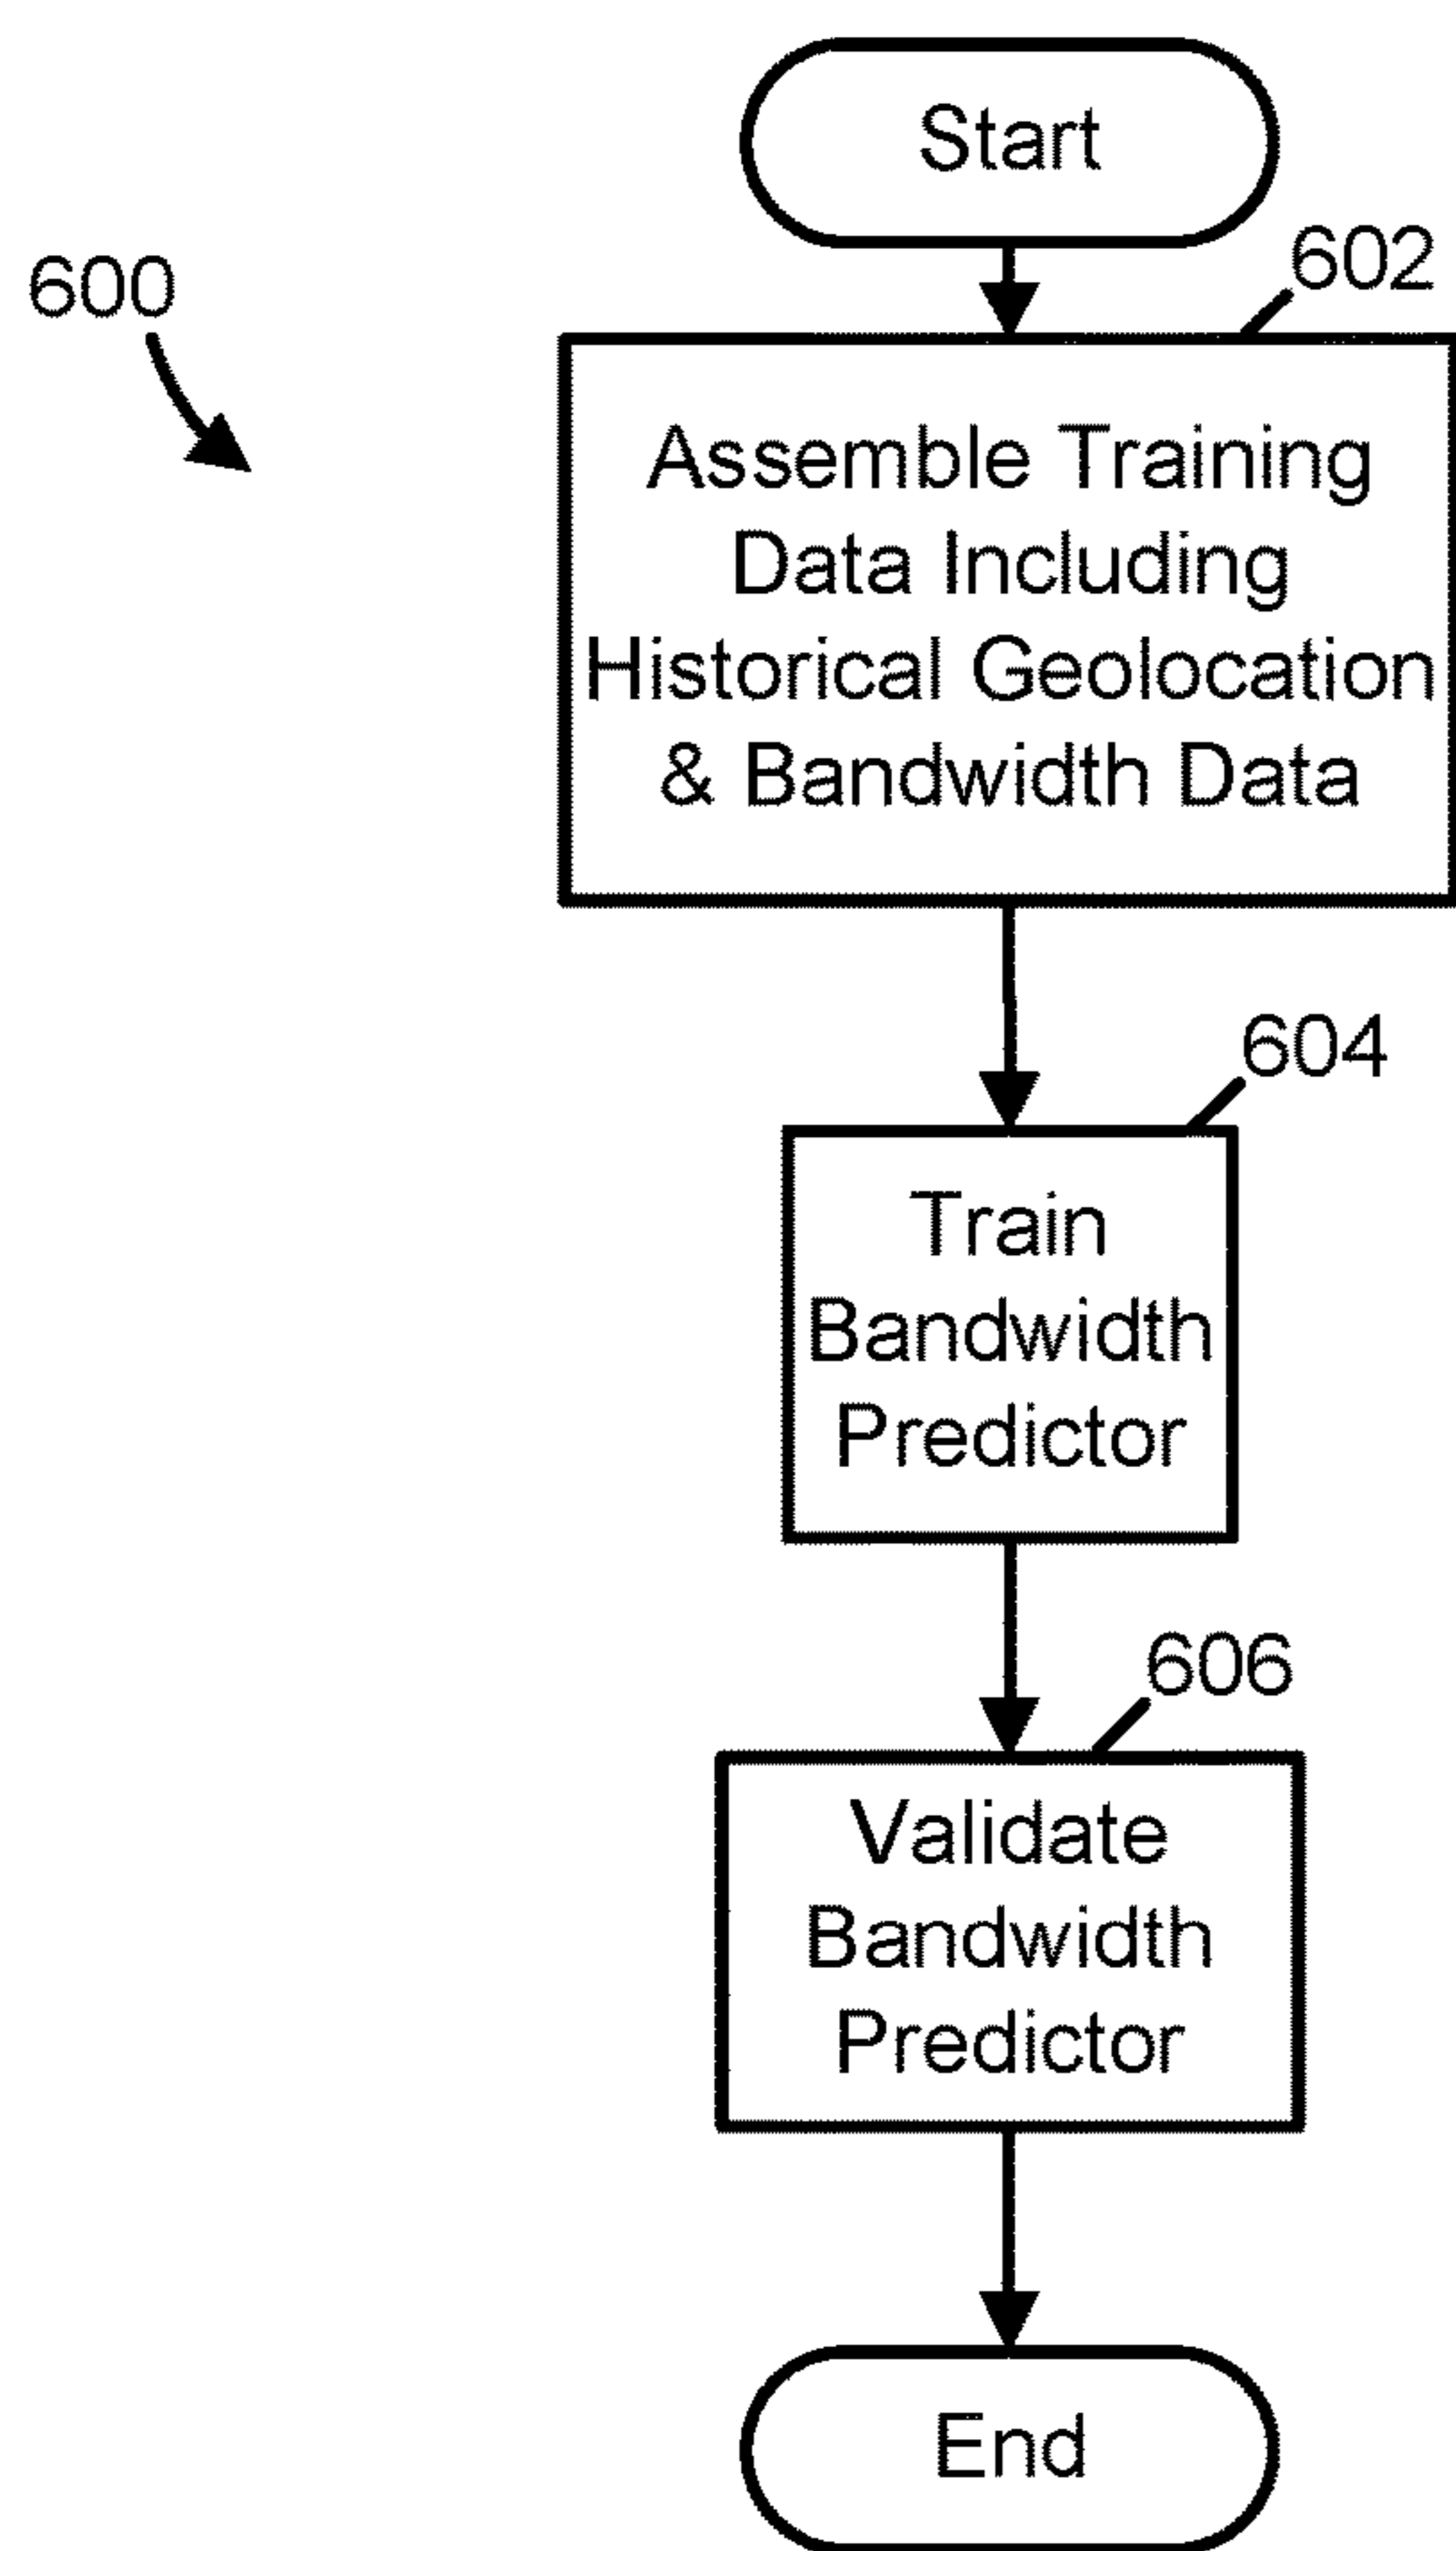 Start
600
602
Assemble Training
Data Including
Historical Geolocation
& Bandwidth Data
604
Train
Bandwidth
Predictor
606
Validate
Bandwidth
Predictor
End